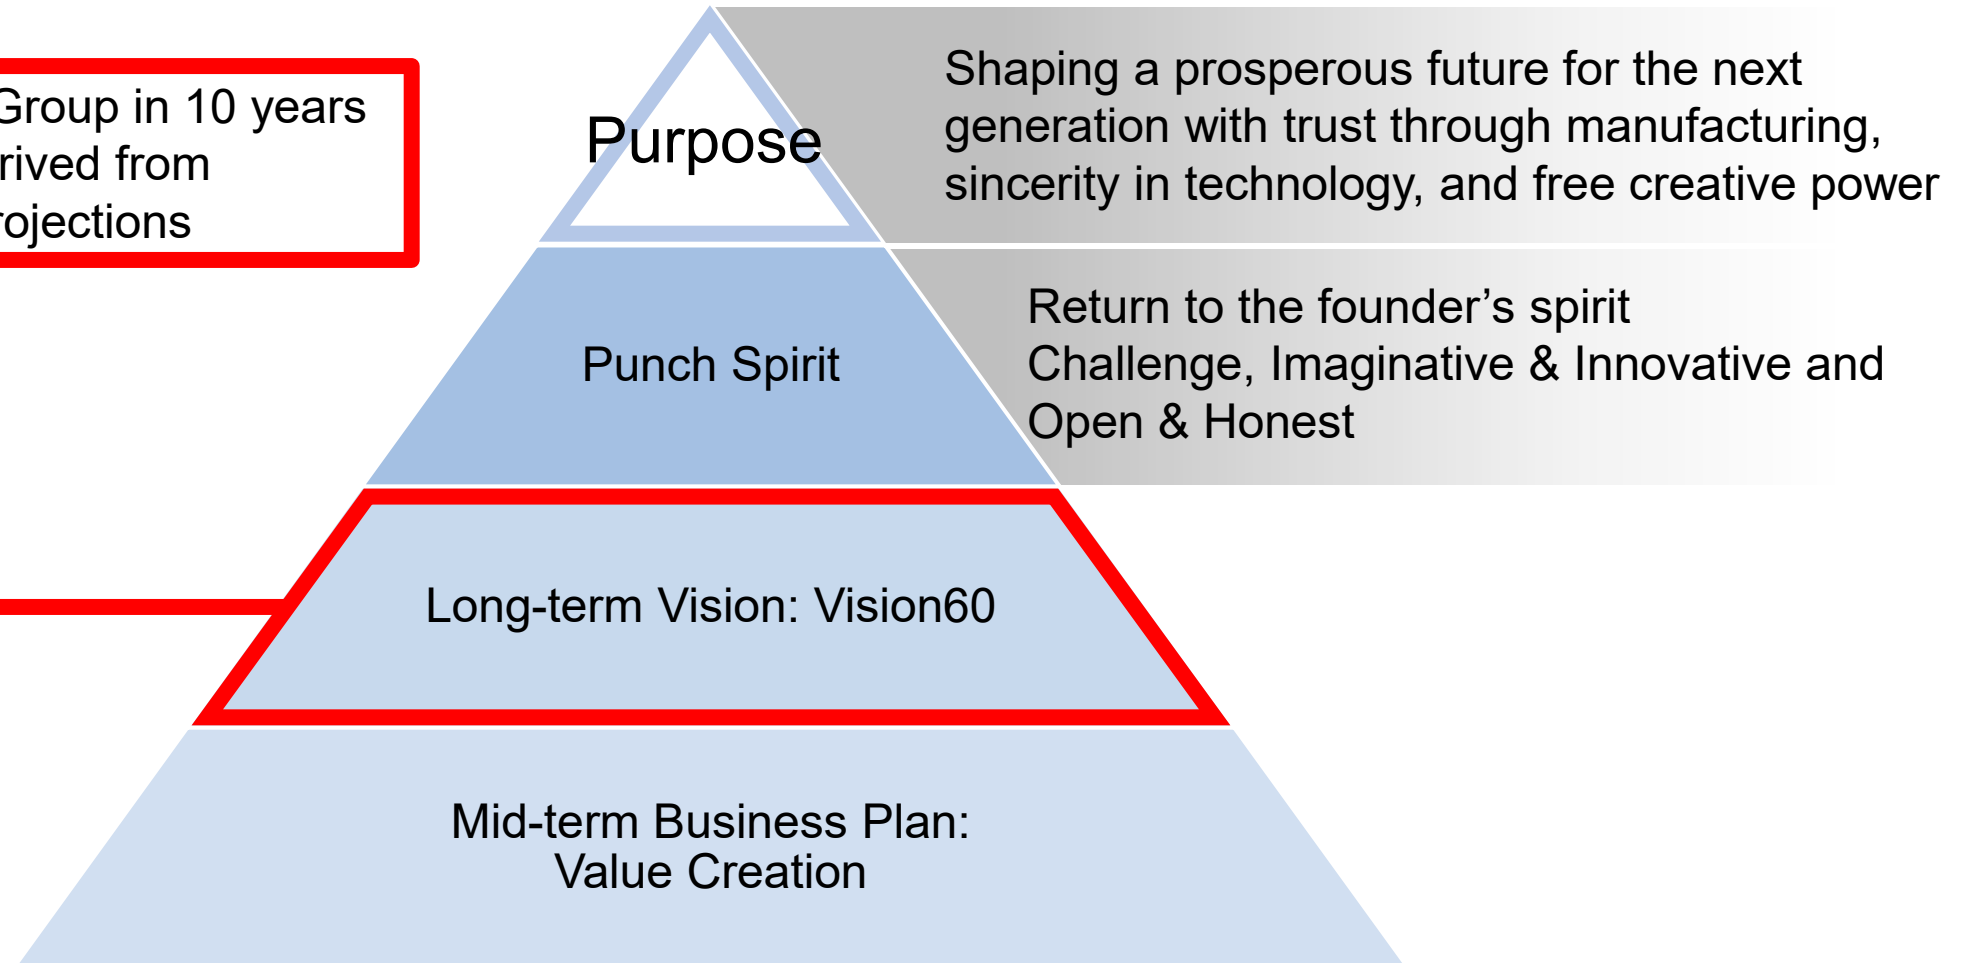 Group in 10 years
rived from
rojections
Purpose
Shaping a prosperous future for the next
generation with trust through manufacturing,
sincerity in technology, and free creative power
Punch Spirit
Return to the founder’s spirit
Challenge, Imaginative & Innovative and
Open & Honest
Long-term Vision: Vision60
Mid-term Business Plan:
Value Creation